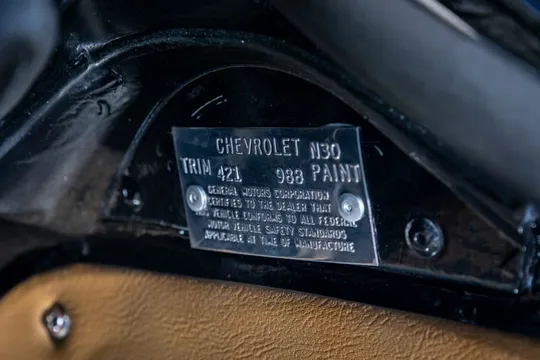 CHEVROLET N30
TRIM 421 988 PAINT
GENERAL MOTORS CORPORATION
CERTIFIES TO THE DEALER THAT
THIS VEHICLE CONFORMS TO ALL FEDERAL
MOTOR VEHICLE SAFETY STANDARDS
APPLICABLE AT TIME OF MANUFACTURE